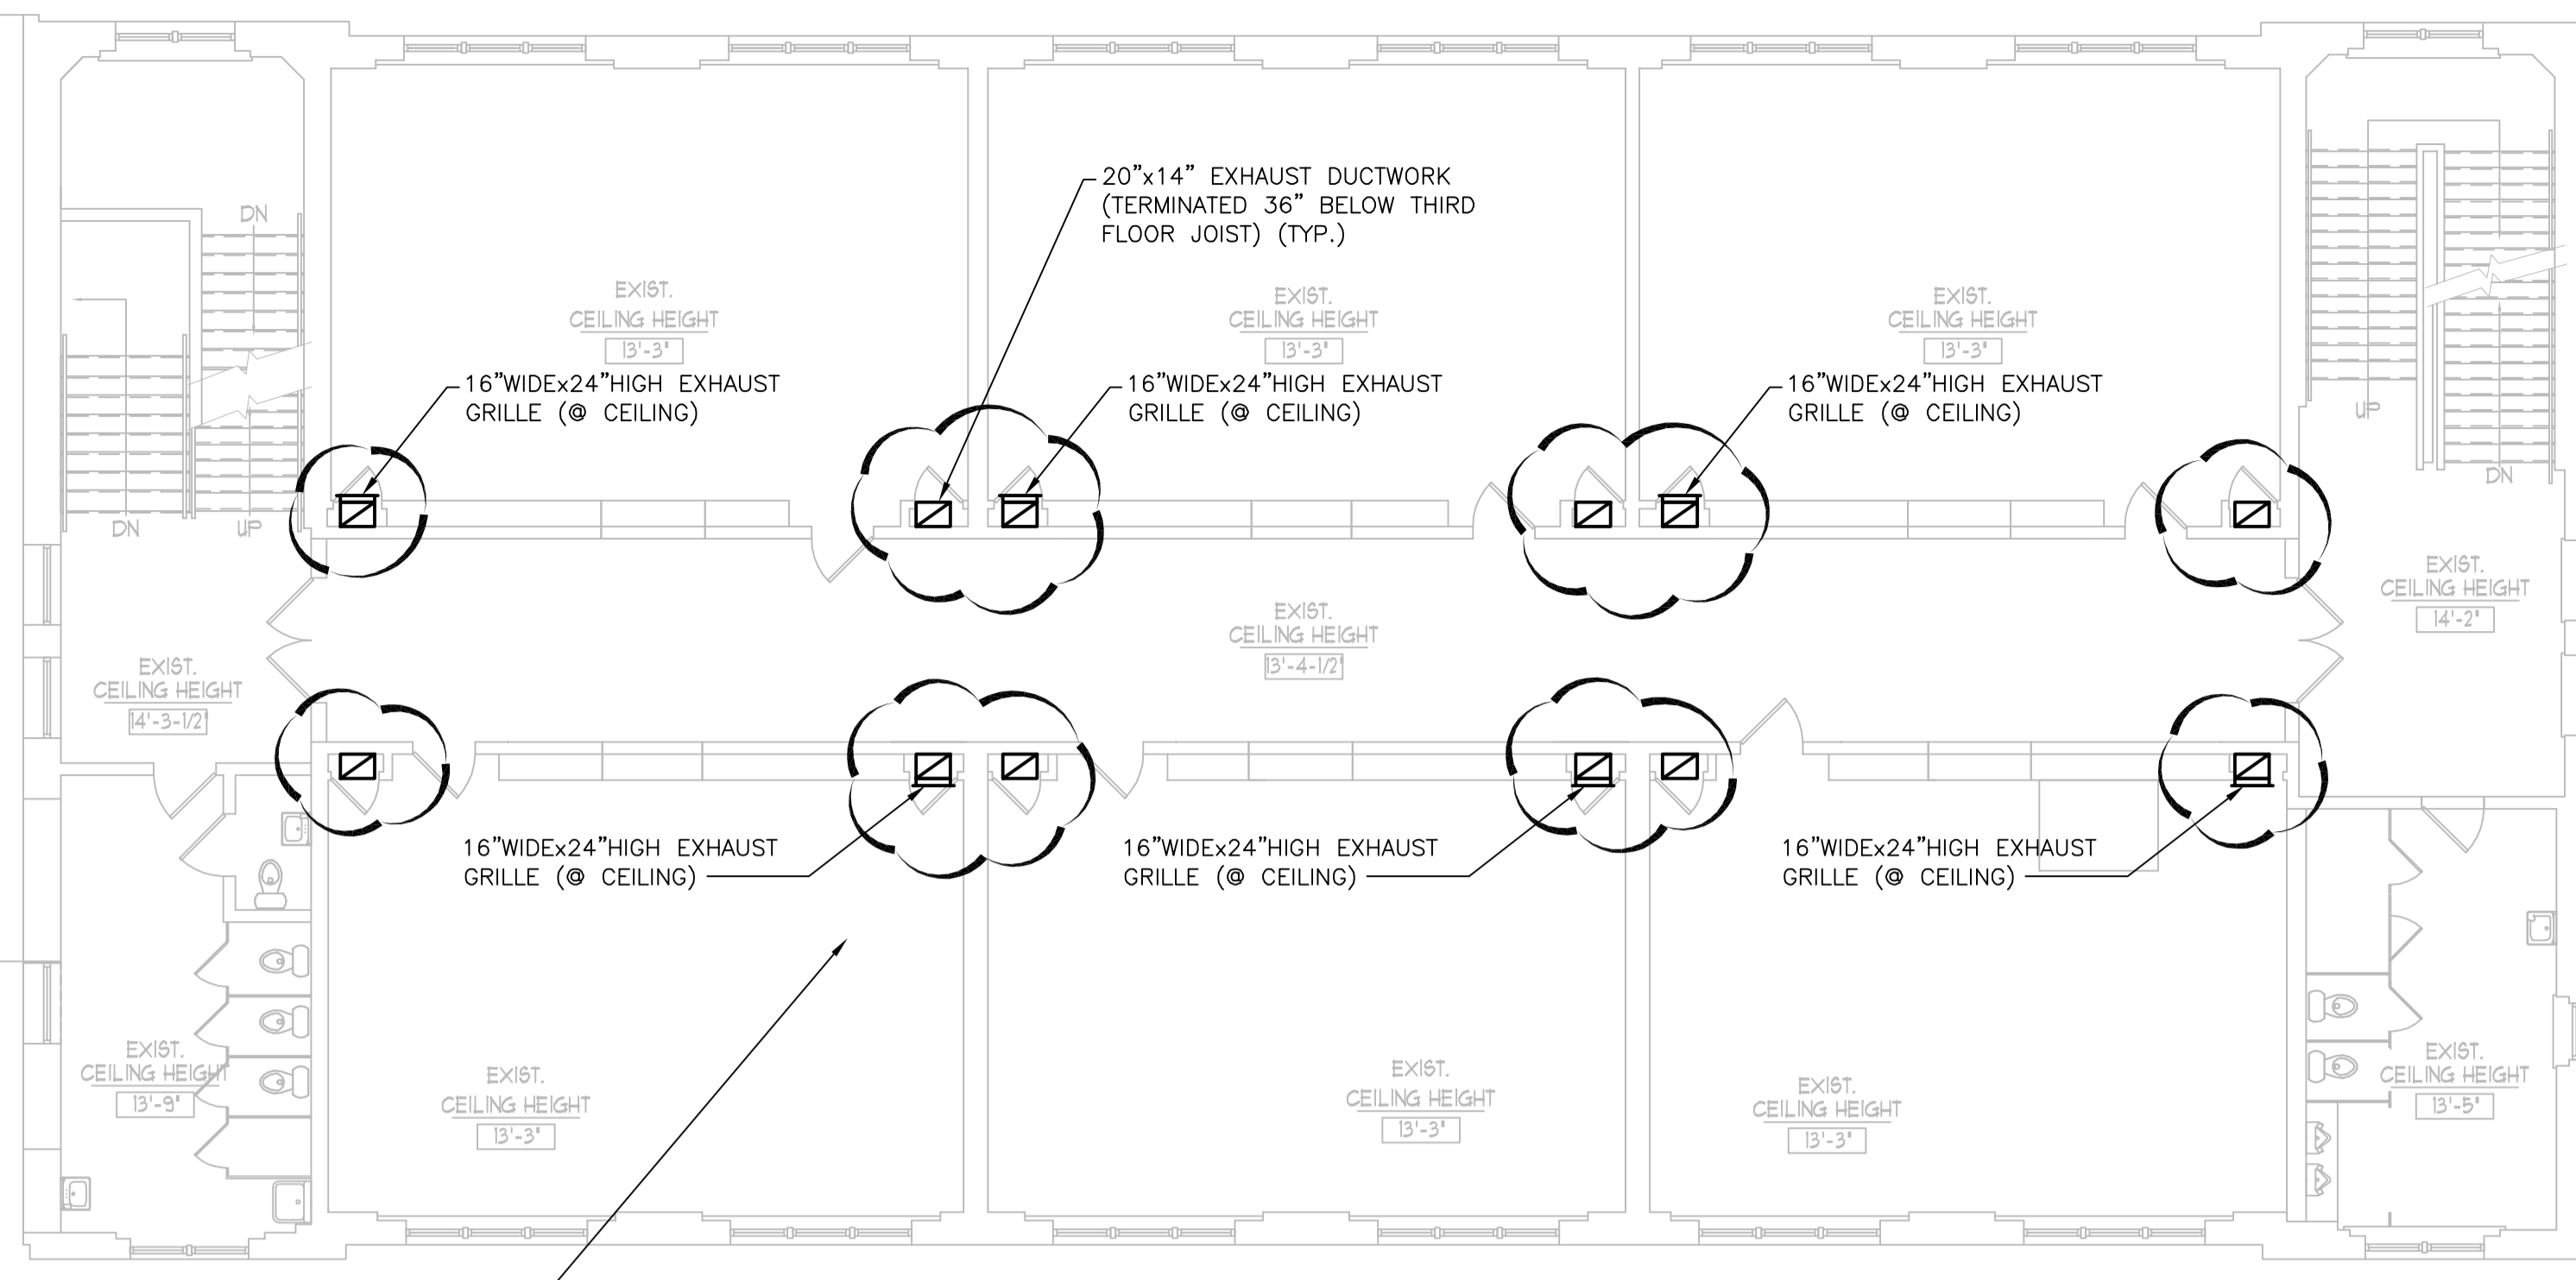 20”x14” EXHAUST DUCTWORK
(TERMINATED 36” BELOW THIRD
FLOOR JOIST) (TYP.)
DN
EXIST.
CEILING HEIGHT
13'-3"
EXIST.
CEILING HEIGHT
13'-3"
EXIST.
CEILING HEIGHT
13'-3"
16”WIDEx24”HIGH EXHAUST
GRILLE (@ CEILING)
16”WIDEx24”HIGH EXHAUST
GRILLE (@ CEILING)
16”WIDEx24”HIGH EXHAUST
GRILLE (@ CEILING)
UP
DN
DN
UP
EXIST.
CEILING HEIGHT
14'-2"
EXIST.
CEILING HEIGHT
13'-4-1/2"
EXIST.
CEILING HEIGHT
14'-3-1/2"
16”WIDEx24”HIGH EXHAUST
GRILLE (@ CEILING)
16”WIDEx24”HIGH EXHAUST
GRILLE (@ CEILING)
16”WIDEx24”HIGH EXHAUST
GRILLE (@ CEILING)
EXIST.
CEILING HEIGHT
13'-9"
EXIST.
CEILING HEIGHT
13'-3"
EXIST.
CEILING HEIGHT
13'-3"
EXIST.
CEILING HEIGHT
13'-3"
EXIST.
CEILING HEIGHT
13'-5"